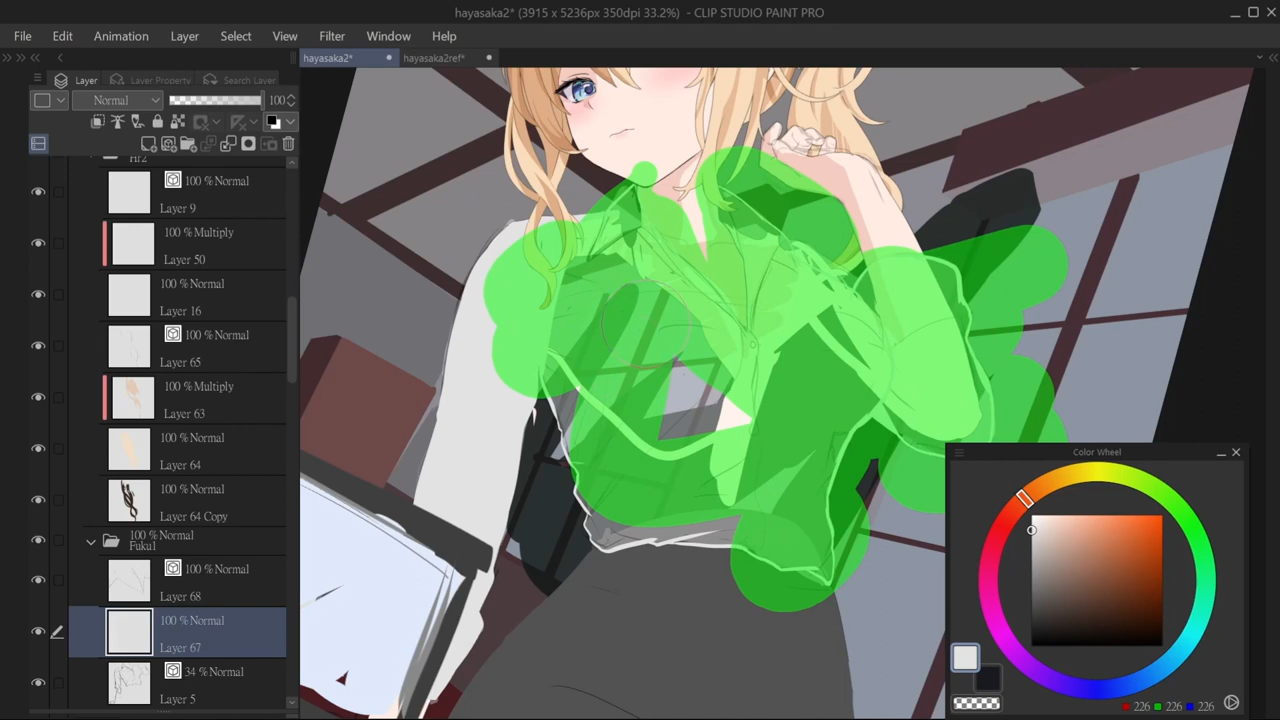 hayasaka2* (3915 x 5236px 350dpi 33.2%) - CLIP STUDIO PAINT PRO
File Edit Animation Layer Select View Filter Window Help
hayasaka2* hayasaka2ref*
Layer Layer Property Search Layer
Normal 100
Hr2
100 % Normal
Layer 9
100 % Multiply
Layer 50
100 % Normal
Layer 16
100 % Normal
Layer 65
100 % Multiply
Layer 63
100 % Normal
Layer 64
100 % Normal
Layer 64 Copy
100 % Normal
Fuku1
100 % Normal
Layer 68
100 % Normal
Layer 67
34 % Normal
Layer 5
Color Wheel
226 226 226